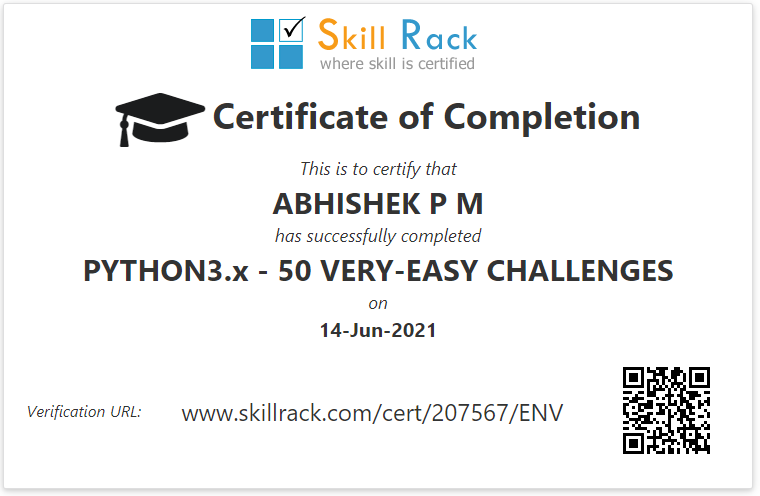 Skill Rack
where skill is certified
Certificate of Completion
This is to certify that
ABHISHEK P M
has successfully completed
PYTHON3.x - 50 VERY-EASY CHALLENGES
on
14-Jun-2021
Verification URL: www.skillrack.com/cert/207567/ENV